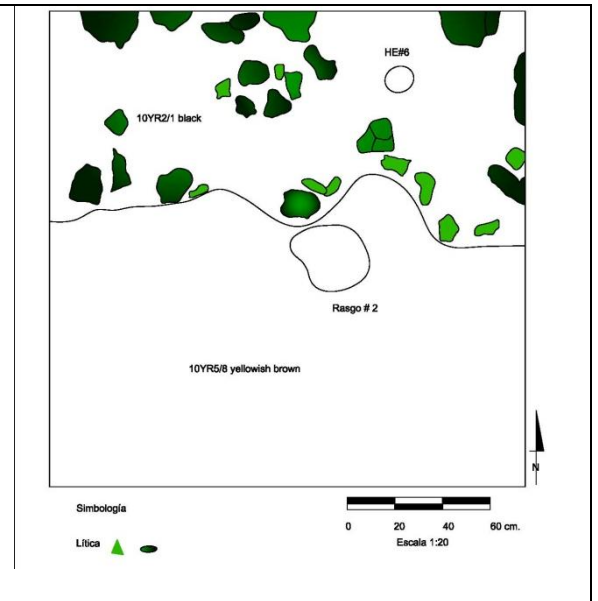 HE#6
10YR2/1 black
Rasgo # 2
10YR5/8 yellowish brown
N
Simbología
0 20 40 60 cm.
Escala 1:20
Lítica